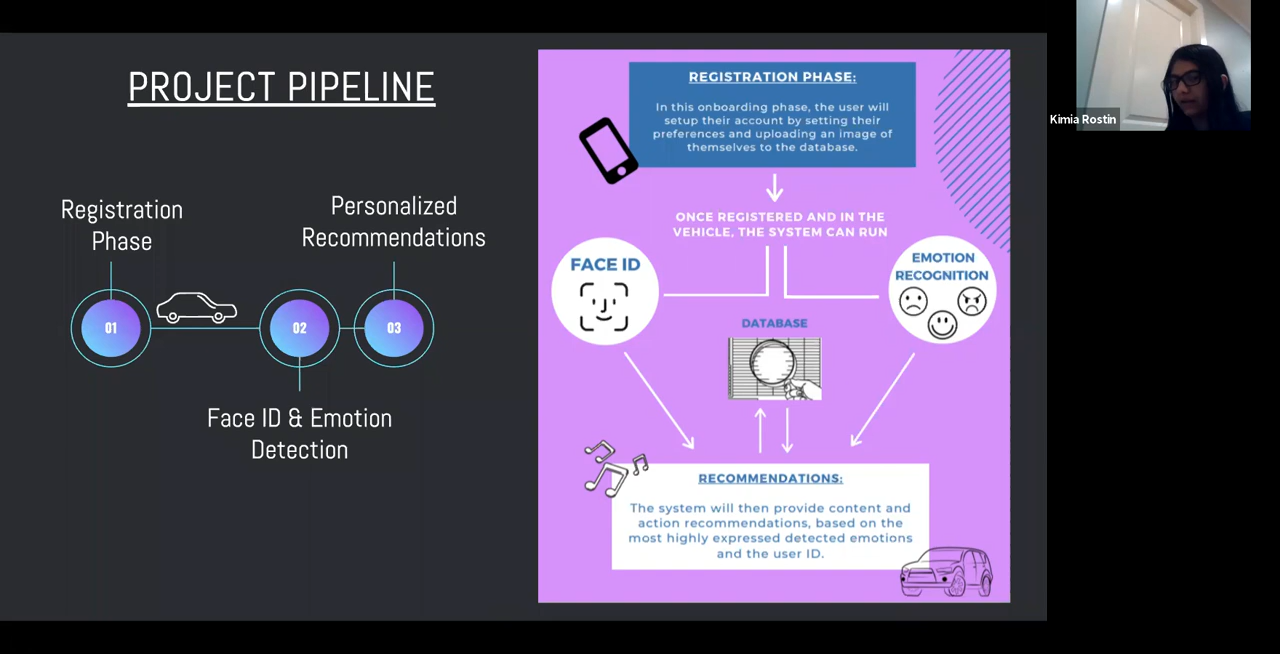 PROJECT PIPELINE
Registration
Phase
Personalized
Recommendations
01
02
03
Face ID & Emotion
Detection
REGISTRATION PHASE:
In this onboarding phase, the user will
setup their account by setting their
preferences and uploading an image of
themselves to the database.
ONCE REGISTERED AND IN THE
VEHICLE, THE SYSTEM CAN RUN
FACE ID
EMOTION
RECOGNITION
DATABASE
RECOMMENDATIONS:
The system will then provide content and
action recommendations, based on the
most highly expressed detected emotions
and the user ID.
Kimia Rostin